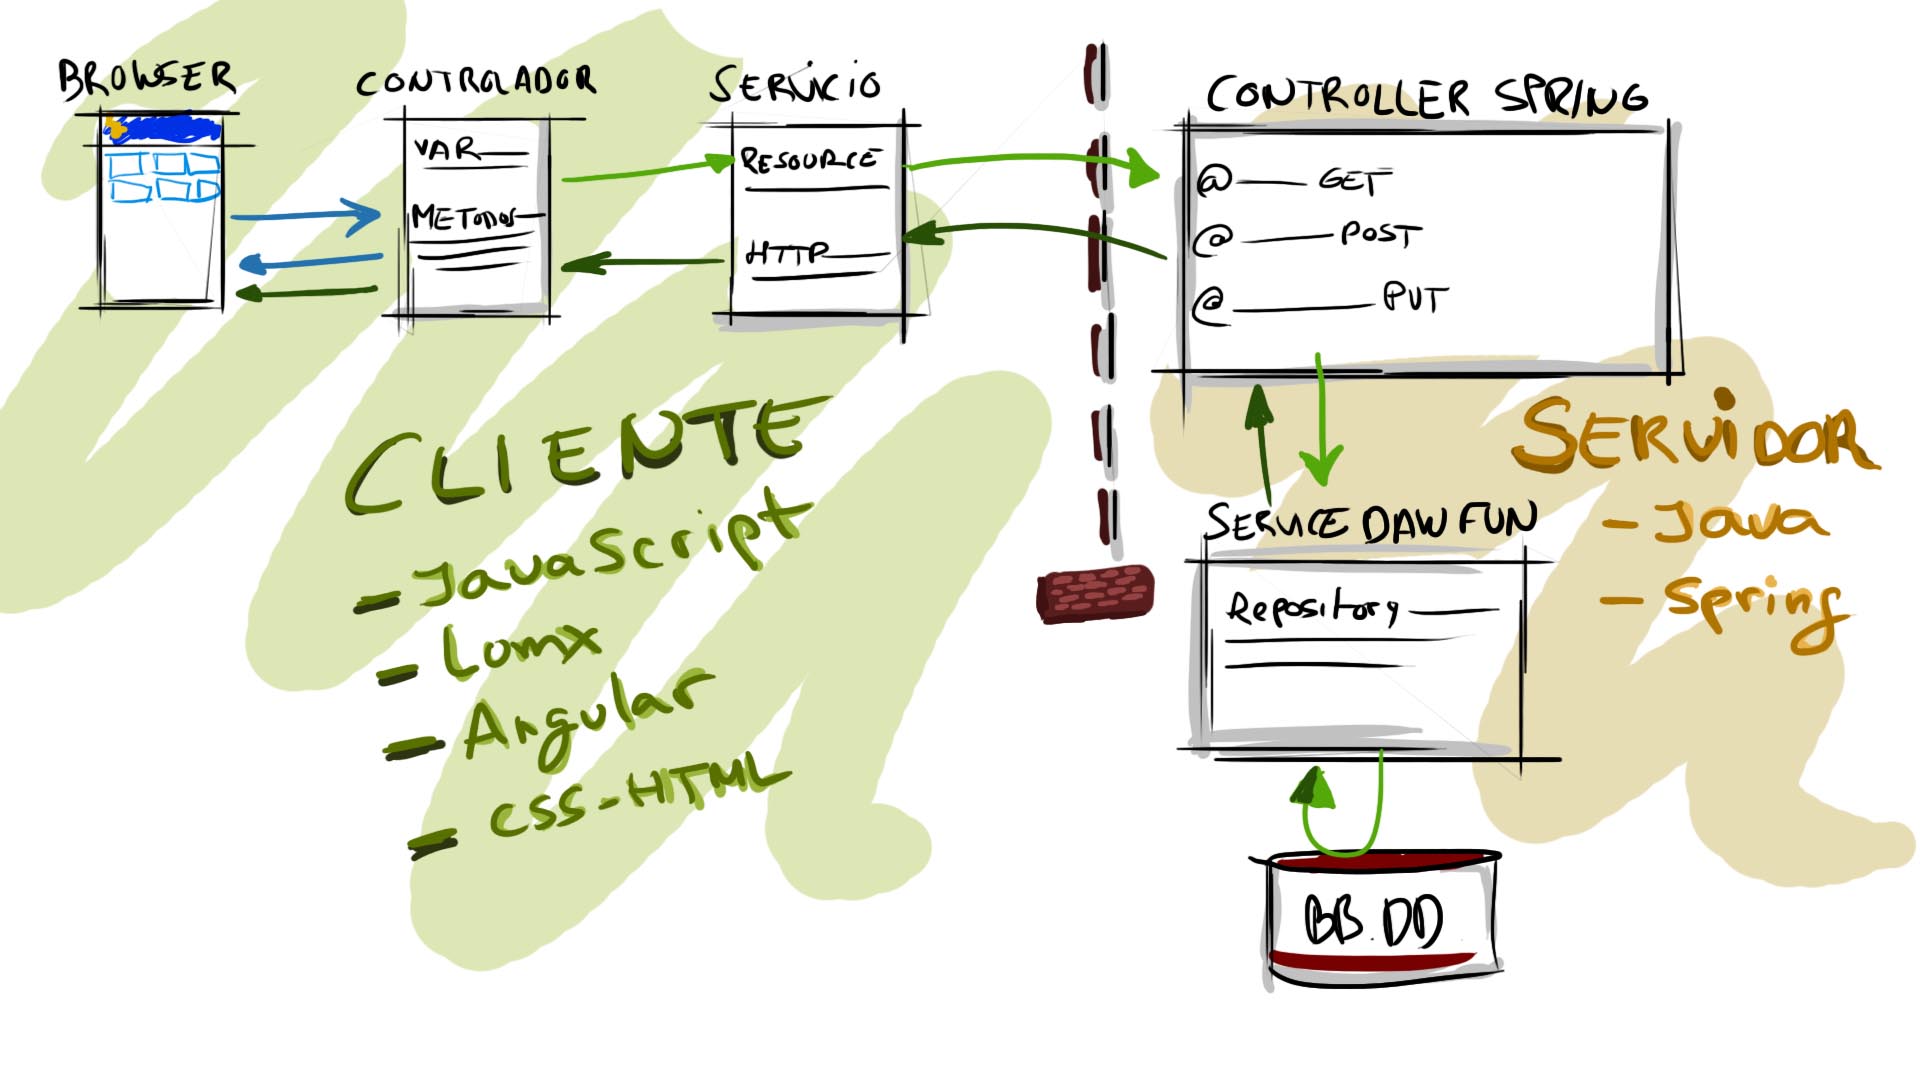 BROWSER
CONTROLADOR
VAR
METODOS
SERVICIO
RESOURCE
HTTP
CONTROLLER SPRING
@ GET
@ POST
@ PUT
CLIENTE
- JavaScript
- Lumx
- Angular
- CSS-HTML
SERViDOR
- Java
- Spring
SERVICE DAW FUN
Repository
BB.DD